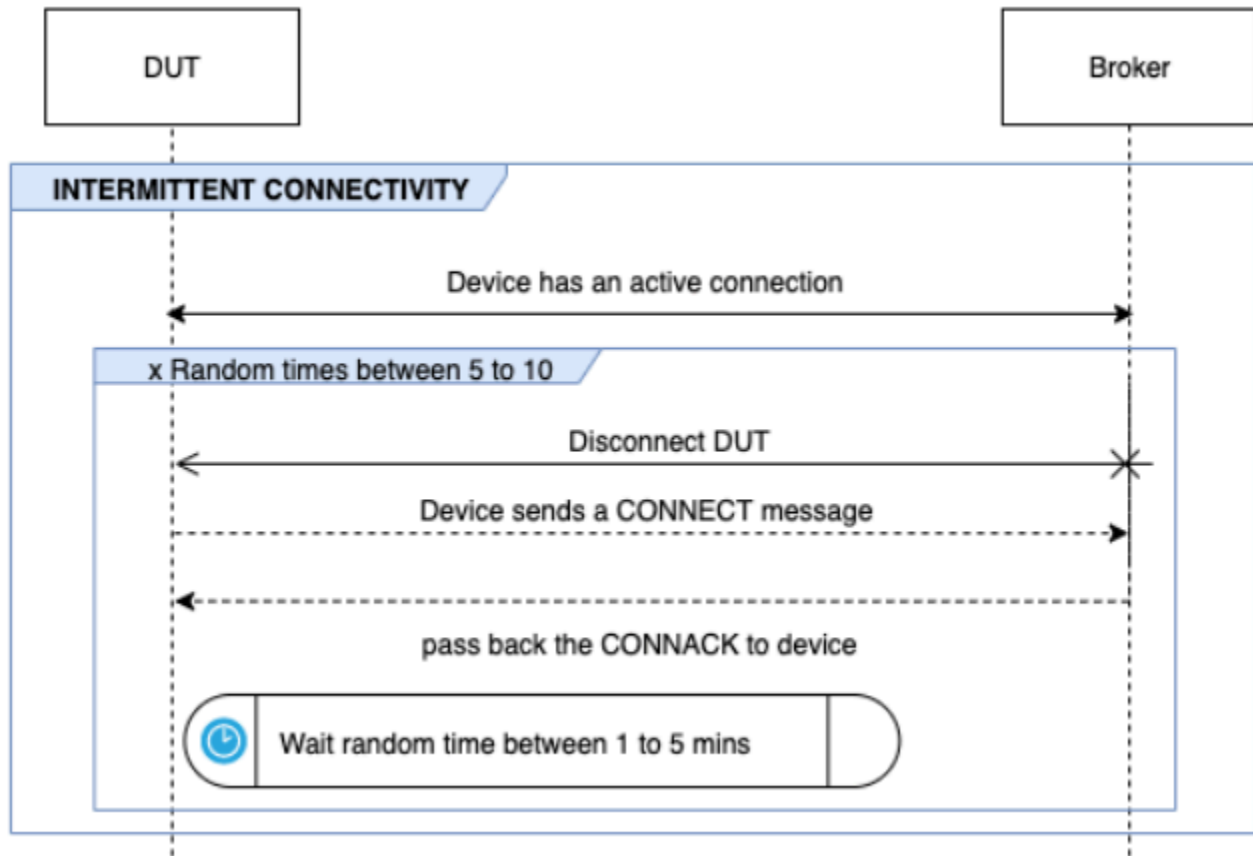 DUT
Broker
INTERMITTENT CONNECTIVITY
Device has an active connection
x Random times between 5 to 10
Disconnect DUT
Device sends a CONNECT message
pass back the CONNACK to device
Wait random time between 1 to 5 mins